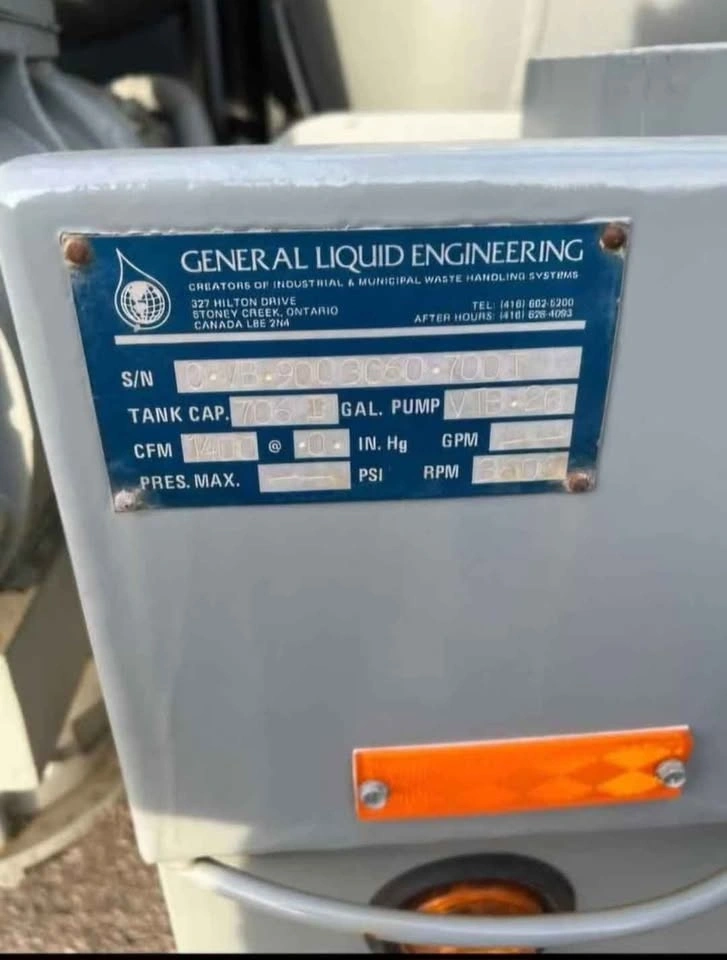 GENERAL LIQUID ENGINEERING
CREATORS OF INDUSTRIAL & MUNICIPAL WASTE HANDLING SYSTEMS
327 HILTON DRIVE
STONEY CREEK, ONTARIO
CANADA L8E 2N4
TEL: (416) 662-5200
AFTER HOURS: (416) 628-4093
S/N
TANK CAP. GAL. PUMP
CFM 1400 @ ·0· IN. Hg GPM --
PRES. MAX. -- PSI RPM